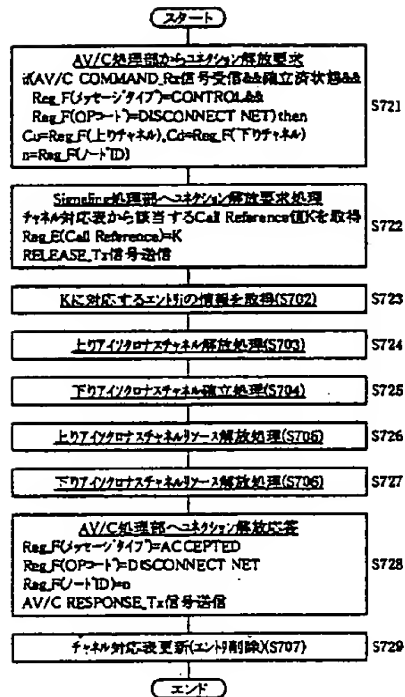 スタート
AV/C処理部からコネクション解放要求
if(AV/C COMMAND_Rx信号受信&&確立済状態&&
Reg_F(メッセージタイプ)=CONTROL&&
Reg_F(OPコード)=DISCONNECT NET)then
Cu=Reg_F(上りチャネル),Cd=Reg_F(下りチャネル)
n=Reg_F(ノードID)
S721
Signaling処理部へコネクション解放要求処理
チャネル対応表から該当するCall Reference値Kを取得
Reg_E(Call Reference)=K
RELEASE_Tx信号送信
S722
Kに対応するエントリiの情報を取得(S702)
S723
上りアイソクロナスチャネル解放処理(S703)
S724
下りアイソクロナスチャネル確立処理(S704)
S725
上りアイソクロナスチャネルリソース解放処理(S705)
S726
下りアイソクロナスチャネルリソース解放処理(S706)
S727
AV/C処理部へコネクション解放応答
Reg_F(メッセージタイプ)=ACCEPTED
Reg_F(OPコード)=DISCONNECT NET
Reg_F(ノードID)=n
AV/C RESPONSE_Tx信号送信
S728
チャネル対応表更新(エントリ削除)(S707)
S729
エンド